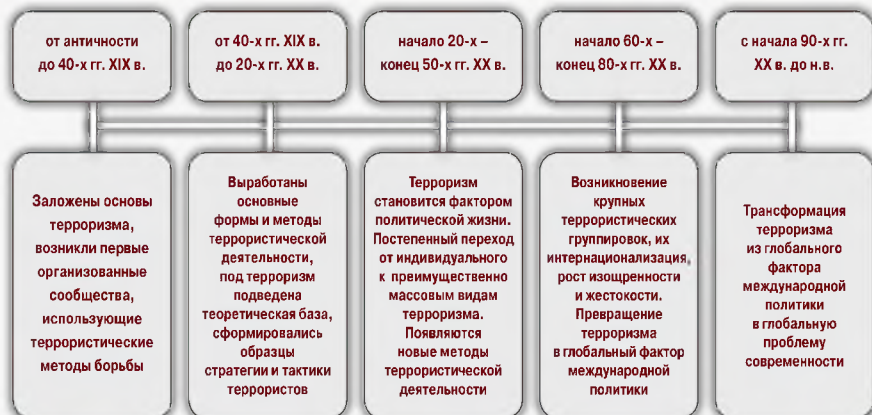 от античности
до 40-х гг. XIX в.
от 40-х гг. XIX в.
до 20-х гг. XX в.
начало 20-х –
конец 50-х гг. XX в.
начало 60-х –
конец 80-х гг. XX в.
с начала 90-х гг.
XX в. до н.в.
Заложены основы
терроризма,
возникли первые
организованные
сообщества,
использующие
террористические
методы борьбы
Выработаны
основные
формы и методы
террористической
деятельности,
под терроризм
подведена
теоретическая база,
сформировались
образцы
стратегии и тактики
террористов
Терроризм
становится фактором
политической жизни.
Постепенный переход
от индивидуального
к преимущественно
массовым видам
терроризма.
Появляются
новые методы
террористической
деятельности
Возникновение
крупных
террористических
группировок, их
интернационализация,
рост изощренности
и жестокости.
Превращение
терроризма
в глобальный фактор
международной
политики
Трансформация
терроризма
из глобального
фактора
международной
политики
в глобальную
проблему
современности